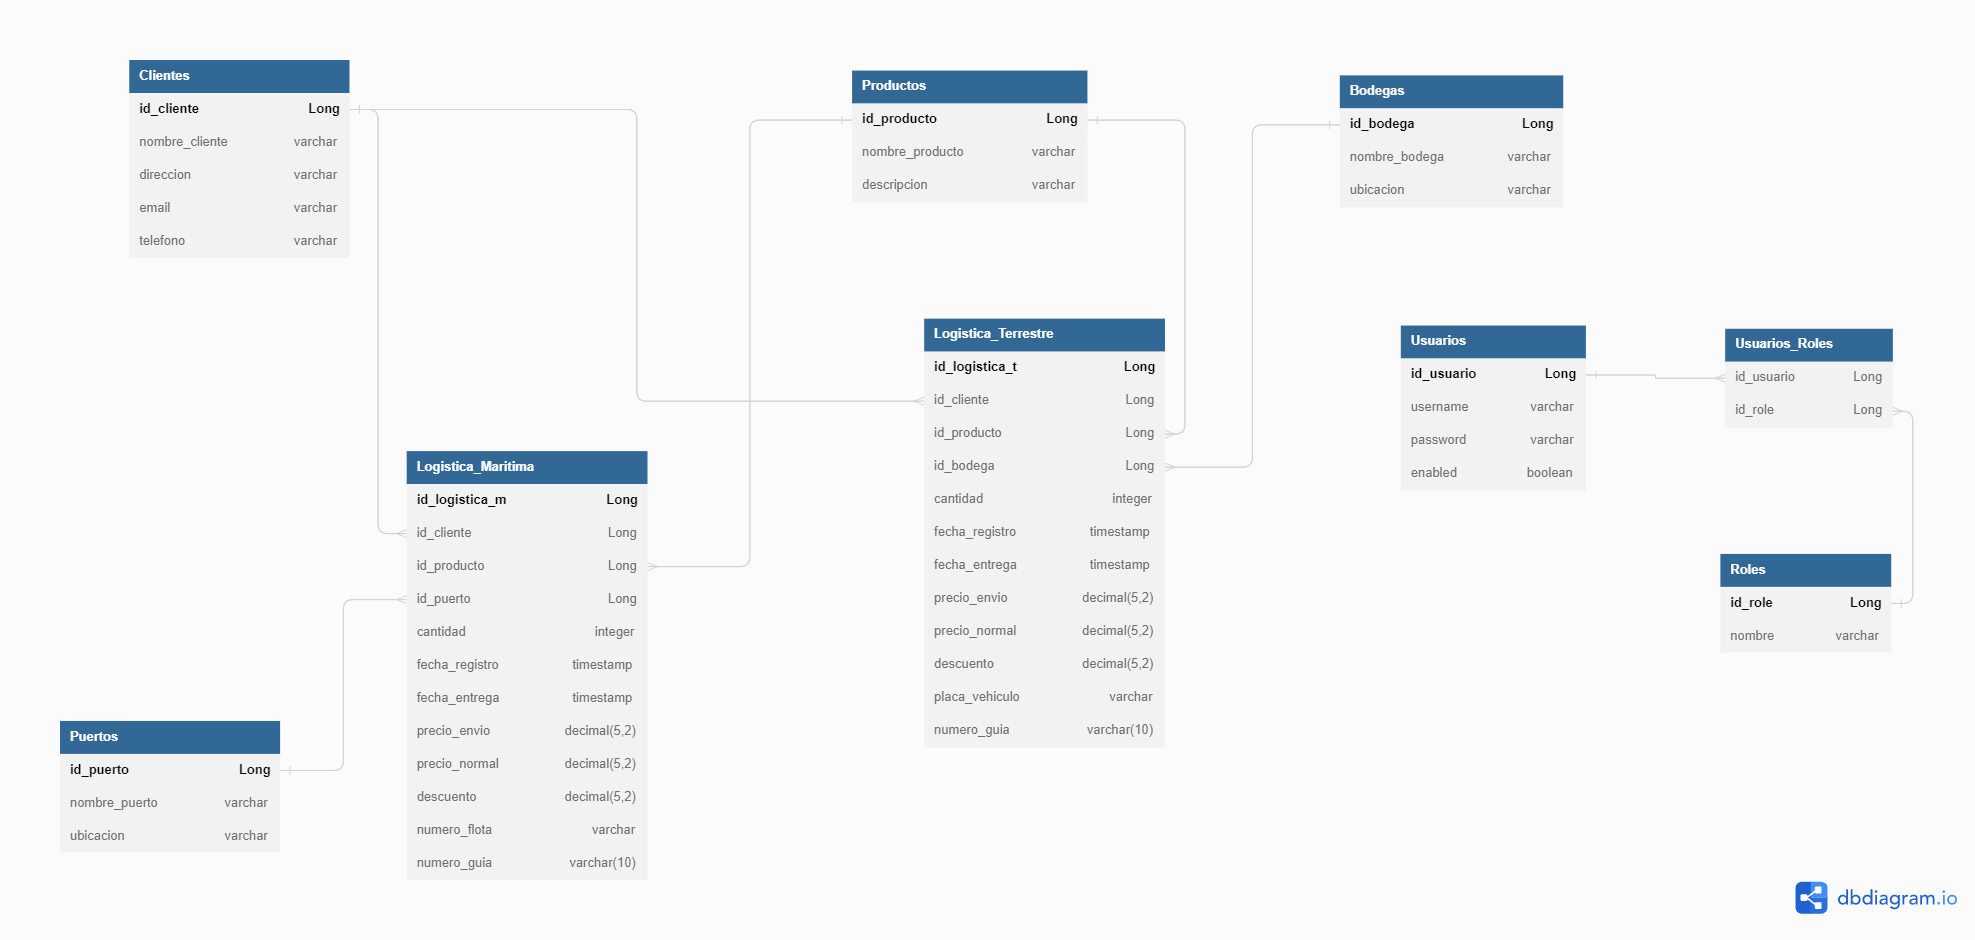 Clientes
id_cliente Long
nombre_cliente varchar
direccion varchar
email varchar
telefono varchar
Productos
id_producto Long
nombre_producto varchar
descripcion varchar
Bodegas
id_bodega Long
nombre_bodega varchar
ubicacion varchar
Logistica_Terrestre
id_logistica_t Long
id_cliente Long
id_producto Long
id_bodega Long
cantidad integer
fecha_registro timestamp
fecha_entrega timestamp
precio_envio decimal(5,2)
precio_normal decimal(5,2)
descuento decimal(5,2)
placa_vehiculo varchar
numero_guia varchar(10)
Usuarios
id_usuario Long
username varchar
password varchar
enabled boolean
Usuarios_Roles
id_usuario Long
id_role Long
Logistica_Maritima
id_logistica_m Long
id_cliente Long
id_producto Long
id_puerto Long
cantidad integer
fecha_registro timestamp
fecha_entrega timestamp
precio_envio decimal(5,2)
precio_normal decimal(5,2)
descuento decimal(5,2)
numero_flota varchar
numero_guia varchar(10)
Roles
id_role Long
nombre varchar
Puertos
id_puerto Long
nombre_puerto varchar
ubicacion varchar
dbdiagram.io